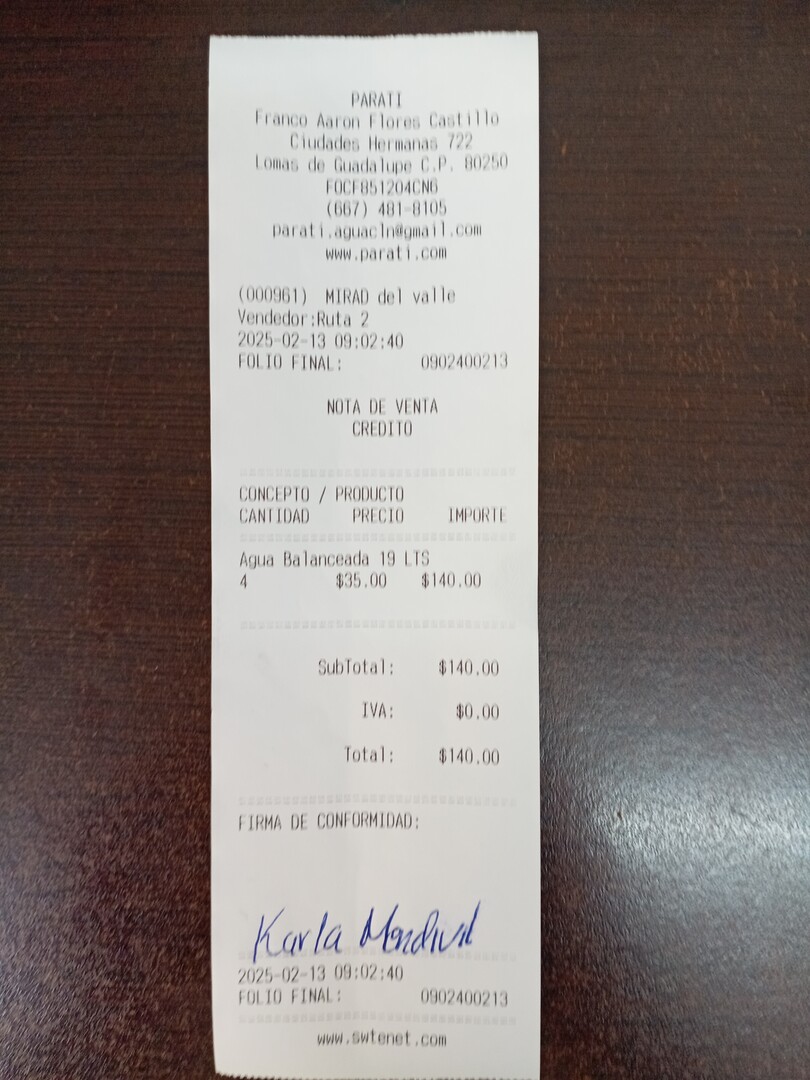 PARATI
Franco Aaron Flores Castillo
Ciudades Hermanas 722
Lomas de Guadalupe C.P. 80250
FOCF851204CN6
(667) 481-8105
parati.aguacln@gmail.com
www.parati.com
(000961) MIRAD del valle
Vendedor:Ruta 2
2025-02-13 09:02:40
FOLIO FINAL: 0902400213
NOTA DE VENTA
CREDITO
CONCEPTO / PRODUCTO
CANTIDAD PRECIO IMPORTE
Agua Balanceada 19 LTS
4 $35.00 $140.00
SubTotal: $140.00
IVA: $0.00
Total: $140.00
FIRMA DE CONFORMIDAD:
Karla Mendivil
2025-02-13 09:02:40
FOLIO FINAL: 0902400213
www.swtenet.com